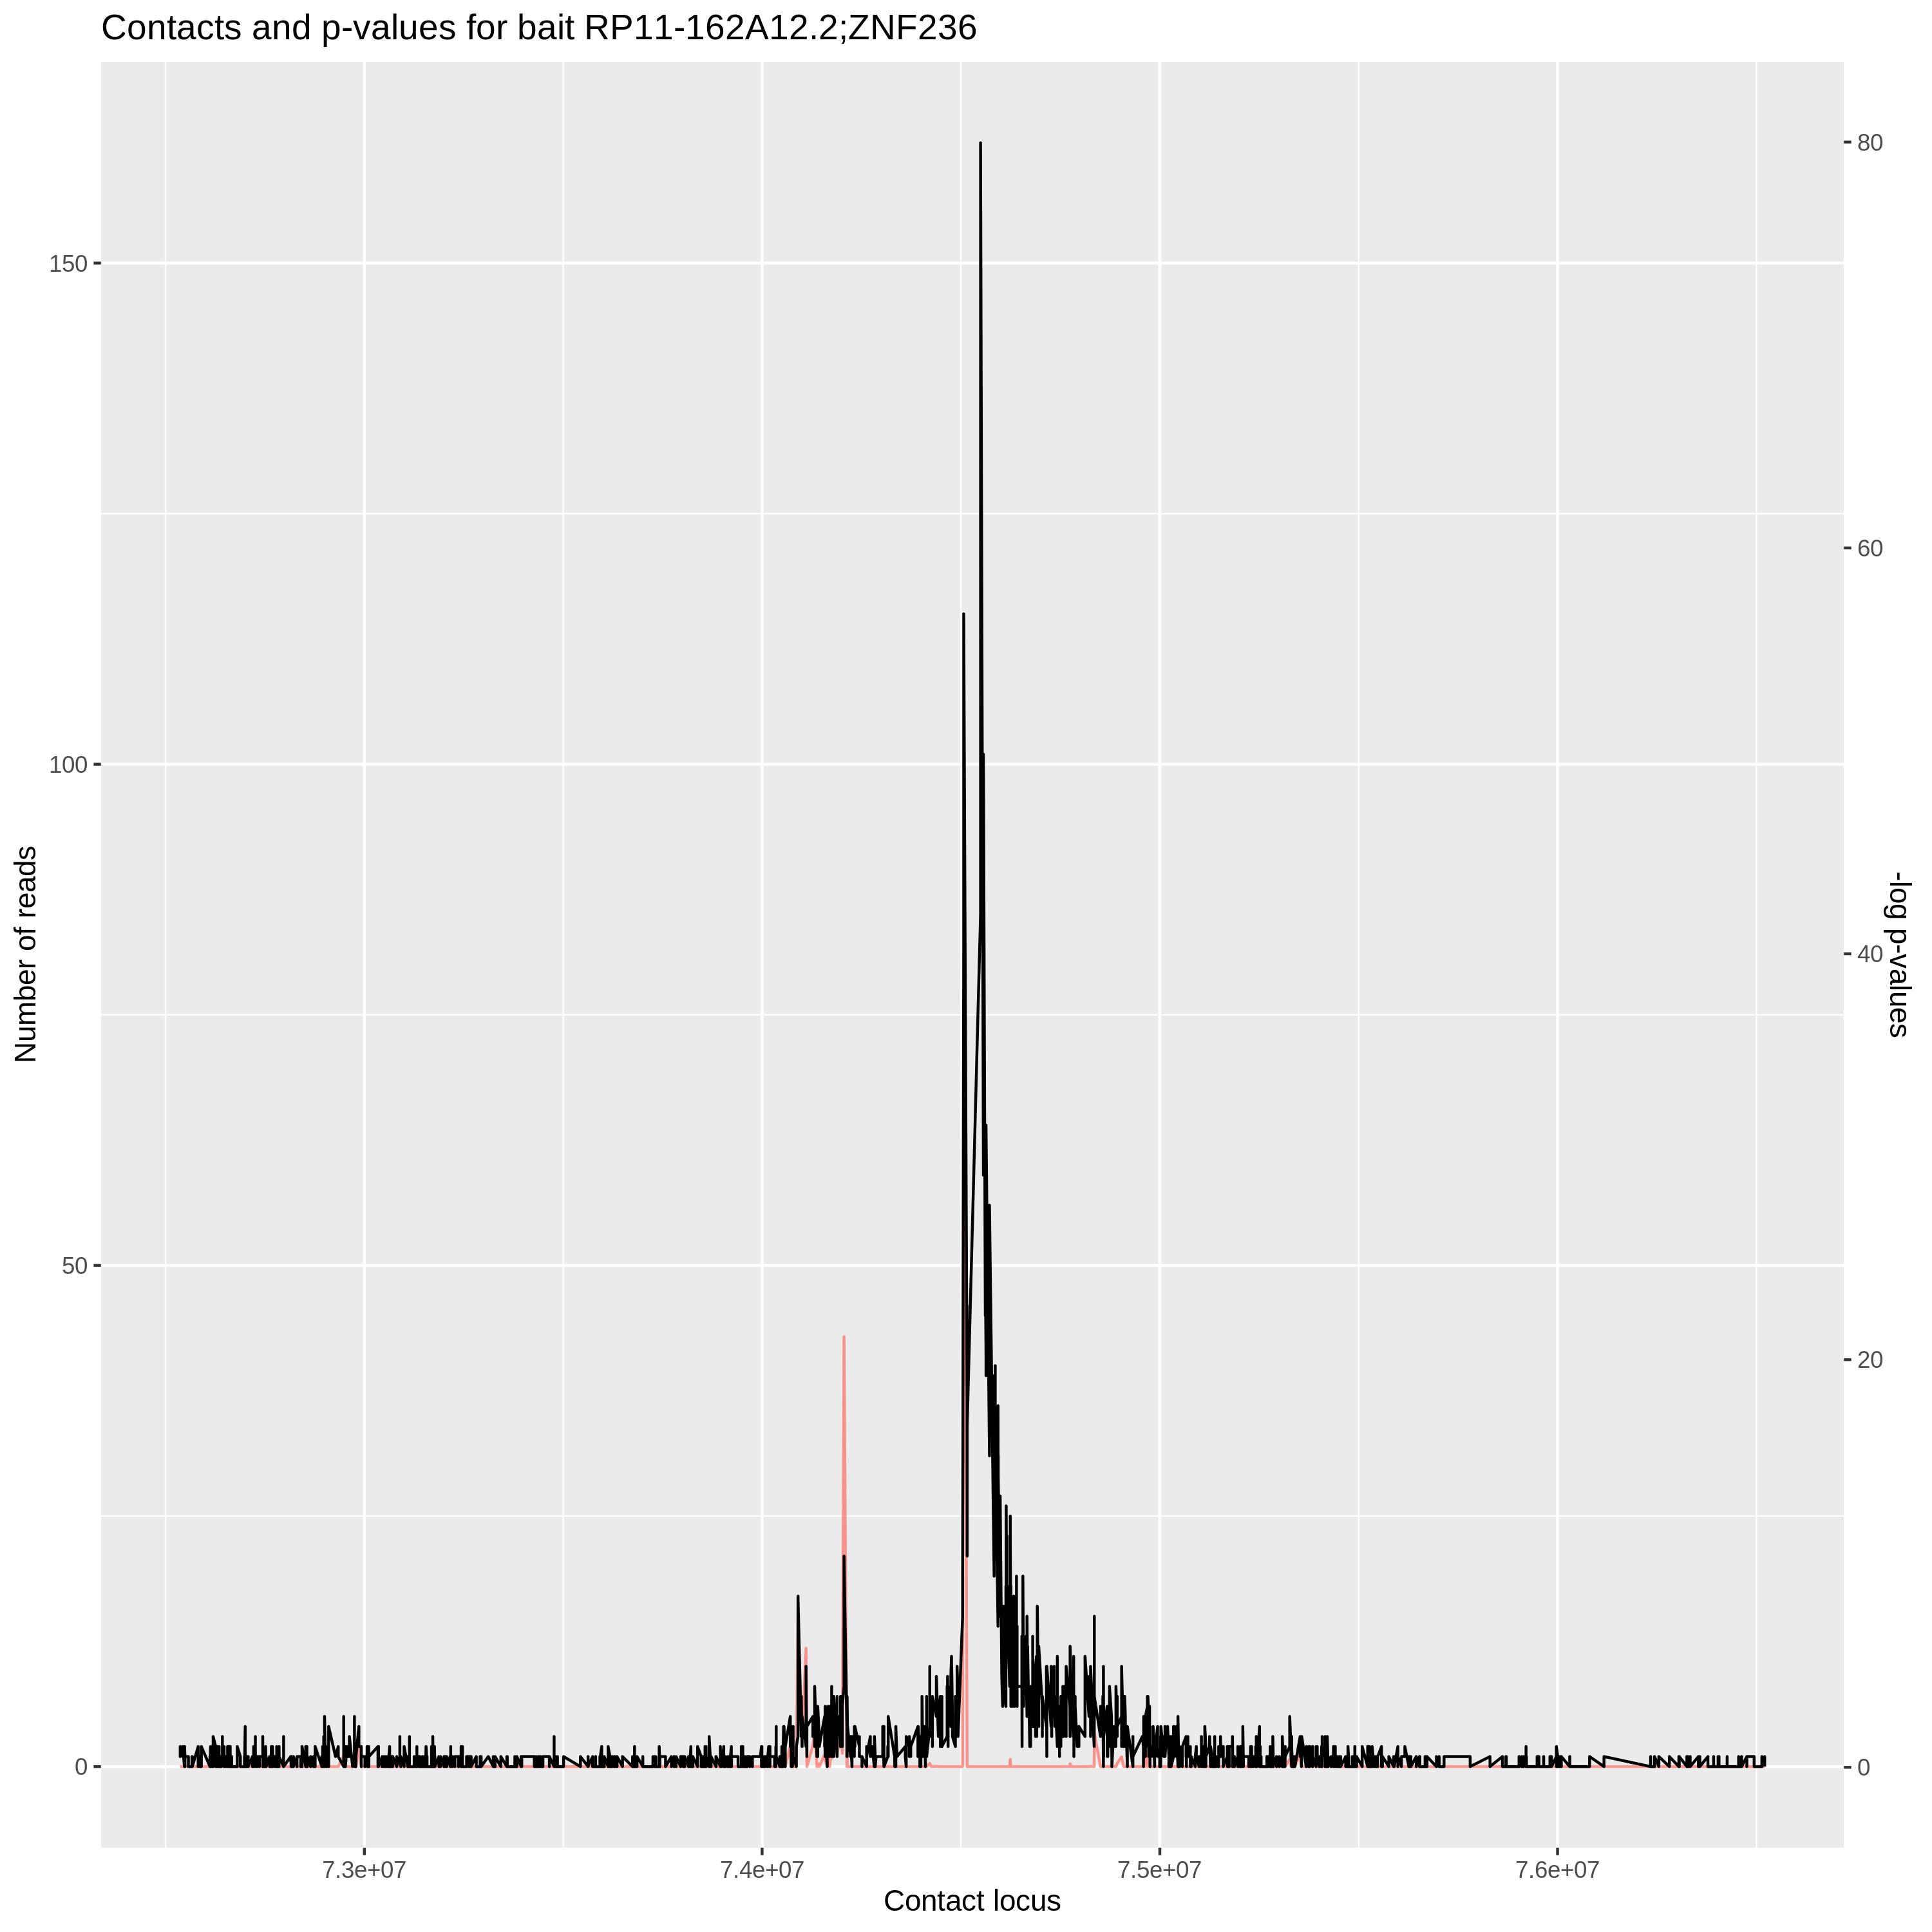 Contacts and p-values for bait RP11-162A12.2;ZNF236
150
100
50
0
Number of reads
80
60
40
20
0
-log p-values
7.3e+07 7.4e+07 7.5e+07 7.6e+07
Contact locus